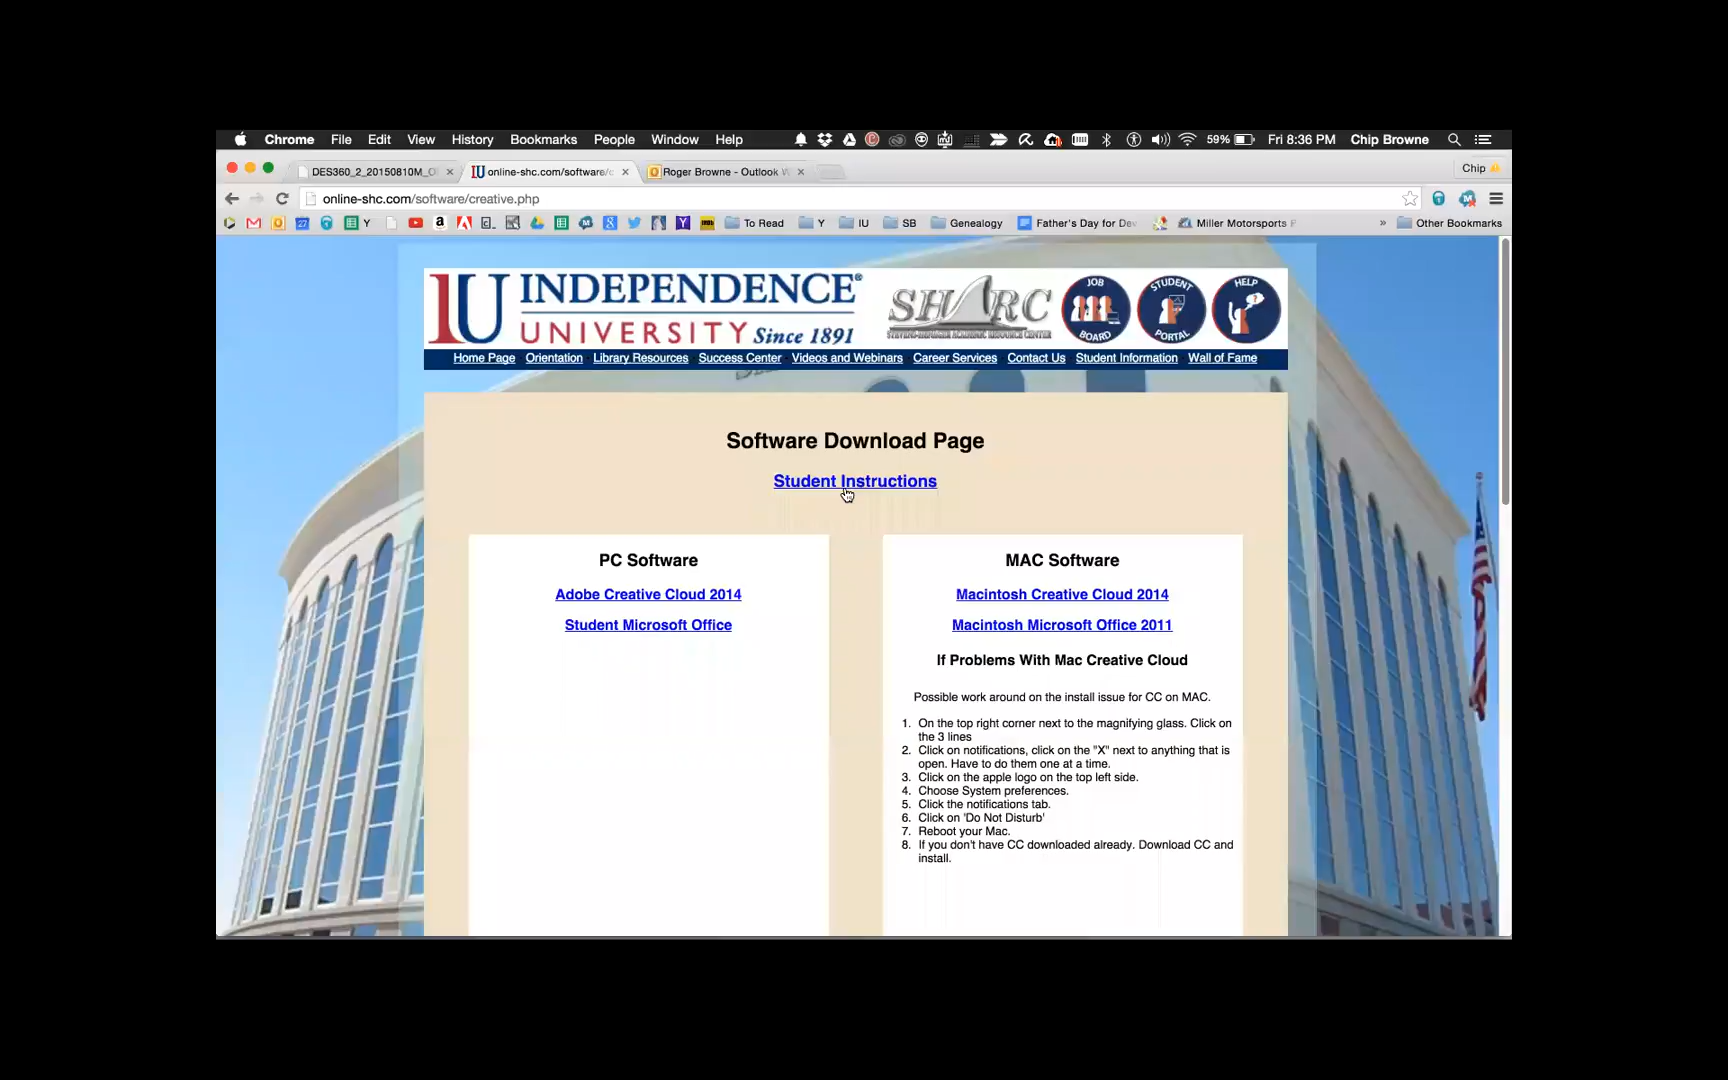 Chrome File Edit View History Bookmarks People Window Help 59% Fri 8:36 PM Chip Browne
DES360_2_20150810M_ online-shc.com/software/c Roger Browne - Outlook Chip
online-shc.com/software/creative.php
Y To Read Y IU SB Genealogy Father's Day for De Miller Motorsports » Other Bookmarks
IU INDEPENDENCE®
UNIVERSITY Since 1891
SHARC
JOB BOARD
STUDENT PORTAL
HELP
Home Page Orientation Library Resources Success Center Videos and Webinars Career Services Contact Us Student Information Wall of Fame
Software Download Page
Student Instructions
PC Software
Adobe Creative Cloud 2014
Student Microsoft Office
MAC Software
Macintosh Creative Cloud 2014
Macintosh Microsoft Office 2011
If Problems With Mac Creative Cloud
Possible work around on the install issue for CC on MAC.
1. On the top right corner next to the magnifying glass. Click on
the 3 lines
2. Click on notifications, click on the "X" next to anything that is
open. Have to do them one at a time.
3. Click on the apple logo on the top left side.
4. Choose System preferences.
5. Click the notifications tab.
6. Click on 'Do Not Disturb'
7. Reboot your Mac.
8. If you don't have CC downloaded already. Download CC and
install.